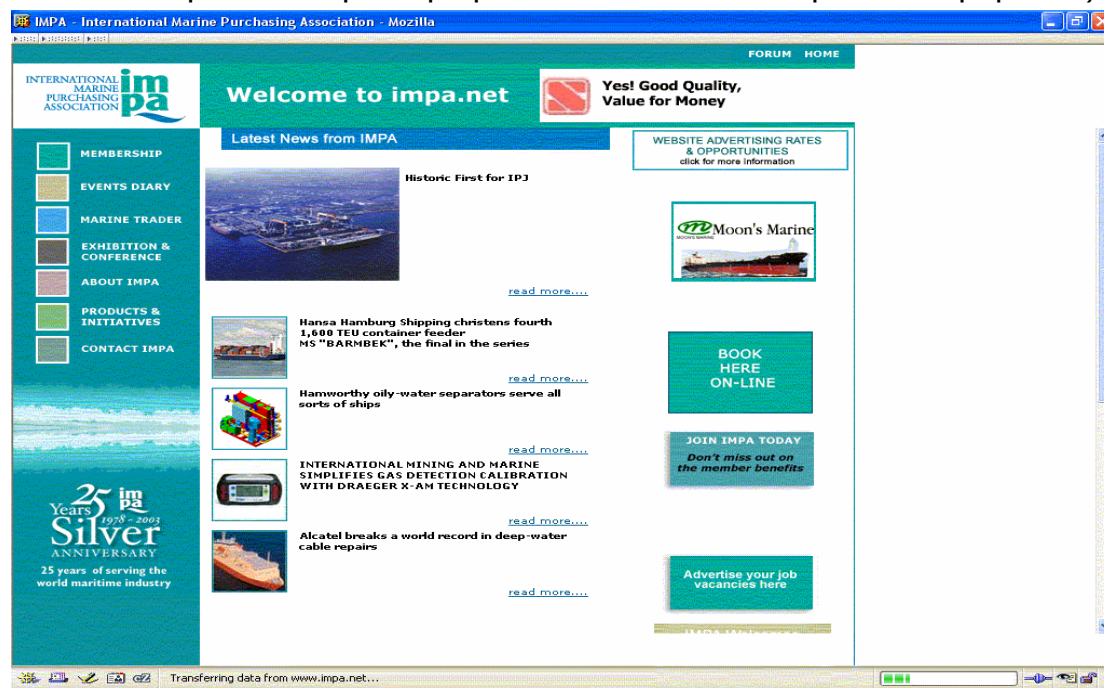 IMPA - International Marine Purchasing Association - Mozilla
FORUM HOME
INTERNATIONAL
MARINE
PURCHASING
ASSOCIATION
impa
Welcome to impa.net
Yes! Good Quality,
Value for Money
MEMBERSHIP
EVENTS DIARY
MARINE TRADER
EXHIBITION &
CONFERENCE
ABOUT IMPA
PRODUCTS &
INITIATIVES
CONTACT IMPA
25 impa
Years
1978 - 2003
Silver
ANNIVERSARY
25 years of serving the
world maritime industry
Latest News from IMPA
Historic First for IPJ
read more....
Hansa Hamburg Shipping christens fourth
1,600 TEU container feeder
MS "BARMBEK", the final in the series
read more....
Hamworthy oily-water separators serve all
sorts of ships
read more....
INTERNATIONAL MINING AND MARINE
SIMPLIFIES GAS DETECTION CALIBRATION
WITH DRAEGER X-AM TECHNOLOGY
read more....
Alcatel breaks a world record in deep-water
cable repairs
read more....
WEBSITE ADVERTISING RATES
& OPPORTUNITIES
click for more information
Moon's Marine
MOON'S MARINE
BOOK
HERE
ON-LINE
JOIN IMPA TODAY
Don't miss out on
the member benefits
Advertise your job
vacancies here
Transferring data from www.impa.net...